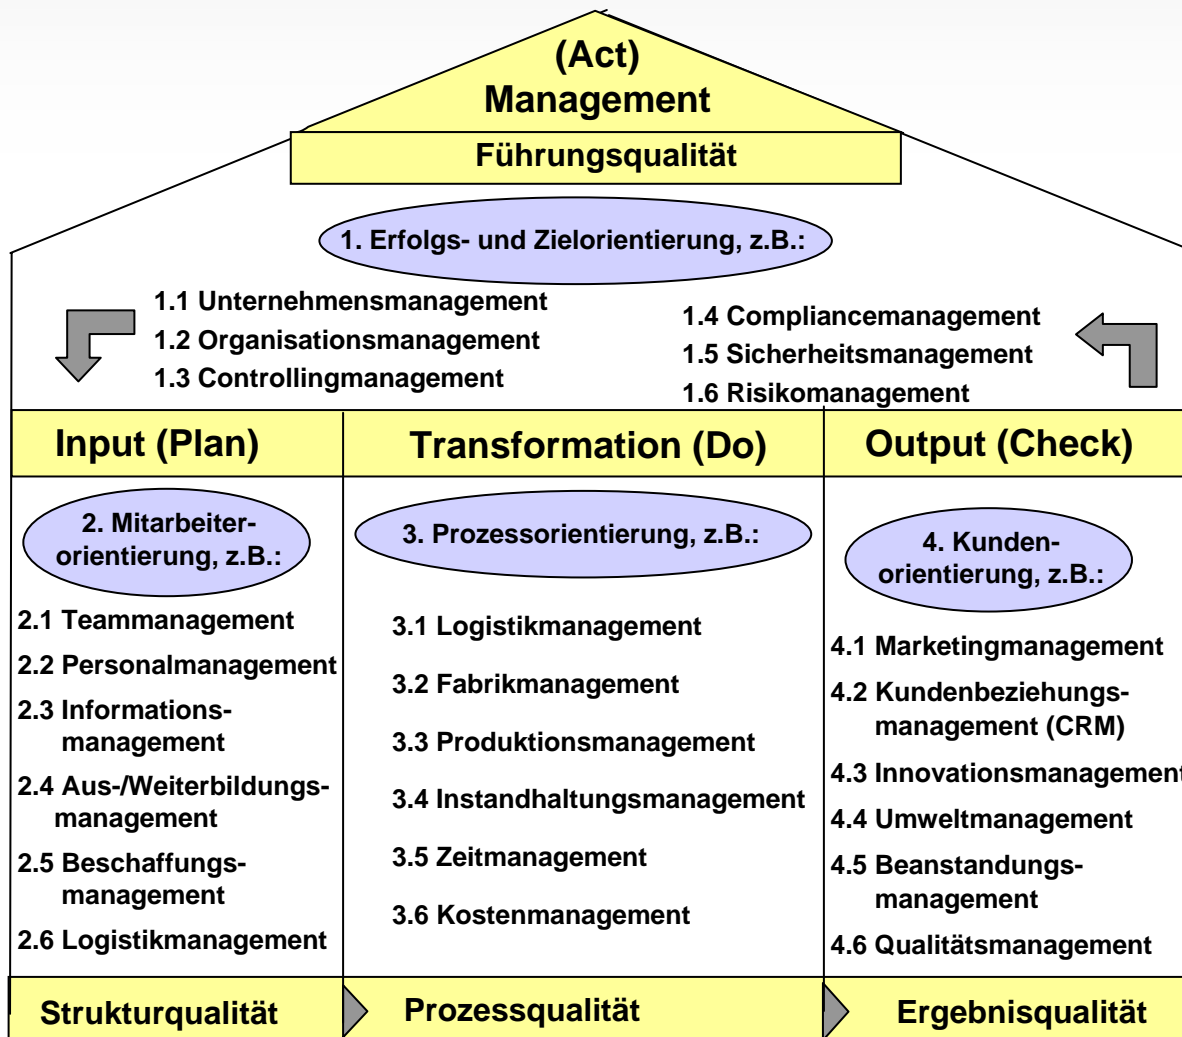 (Act)
Management
Führungsqualität
1. Erfolgs- und Zielorientierung, z.B.:
1.1 Unternehmensmanagement
1.2 Organisationsmanagement
1.3 Controllingmanagement
1.4 Compliancemanagement
1.5 Sicherheitsmanagement
1.6 Risikomanagement
Input (Plan)
Transformation (Do)
Output (Check)
2. Mitarbeiter-
orientierung, z.B.:
2.1 Teammanagement
2.2 Personalmanagement
2.3 Informations-
management
2.4 Aus-/Weiterbildungs-
management
2.5 Beschaffungs-
management
2.6 Logistikmanagement
3. Prozessorientierung, z.B.:
3.1 Logistikmanagement
3.2 Fabrikmanagement
3.3 Produktionsmanagement
3.4 Instandhaltungsmanagement
3.5 Zeitmanagement
3.6 Kostenmanagement
4. Kunden-
orientierung, z.B.:
4.1 Marketingmanagement
4.2 Kundenbeziehungs-
management (CRM)
4.3 Innovationsmanagement
4.4 Umweltmanagement
4.5 Beanstandungs-
management
4.6 Qualitätsmanagement
Strukturqualität
Prozessqualität
Ergebnisqualität